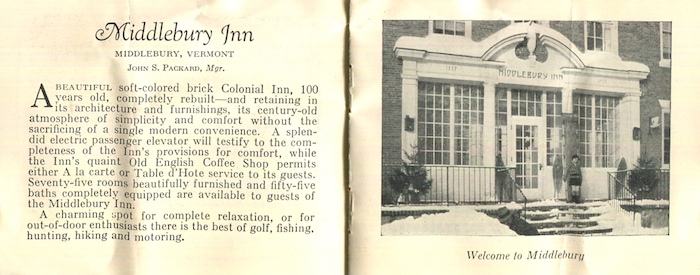 Middlebury Inn
MIDDLEBURY, VERMONT
JOHN S. PACKARD, Mgr.
A BEAUTIFUL soft-colored brick Colonial Inn, 100
years old, completely rebuilt—and retaining in
its architecture and furnishings, its century-old
atmosphere of simplicity and comfort without the
sacrificing of a single modern convenience. A splen-
did electric passenger elevator will testify to the com-
pleteness of the Inn's provisions for comfort, while
the Inn's quaint Old English Coffee Shop permits
either A la carte or Table d'Hote service to its guests.
Seventy-five rooms beautifully furnished and fifty-five
baths completely equipped are available to guests of
the Middlebury Inn.
A charming spot for complete relaxation, or for
out-of-door enthusiasts there is the best of golf, fishing,
hunting, hiking and motoring.
MIDDLEBURY INN
Welcome to Middlebury